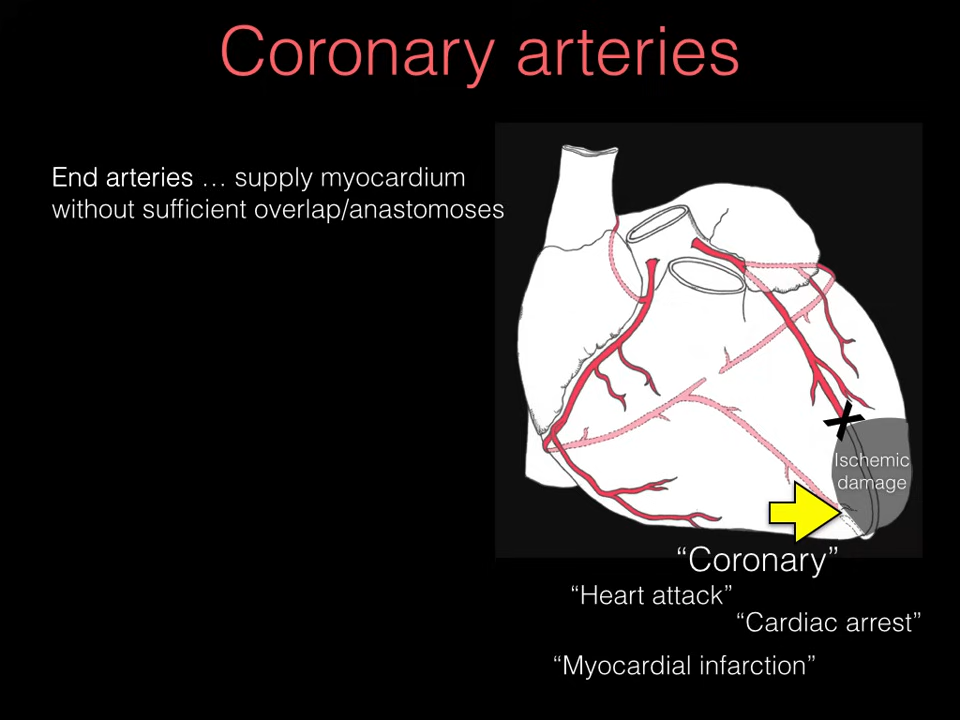 Coronary arteries
End arteries … supply myocardium
without sufficient overlap/anastomoses
Ischemic
damage
“Coronary”
“Heart attack”
“Cardiac arrest”
“Myocardial infarction”